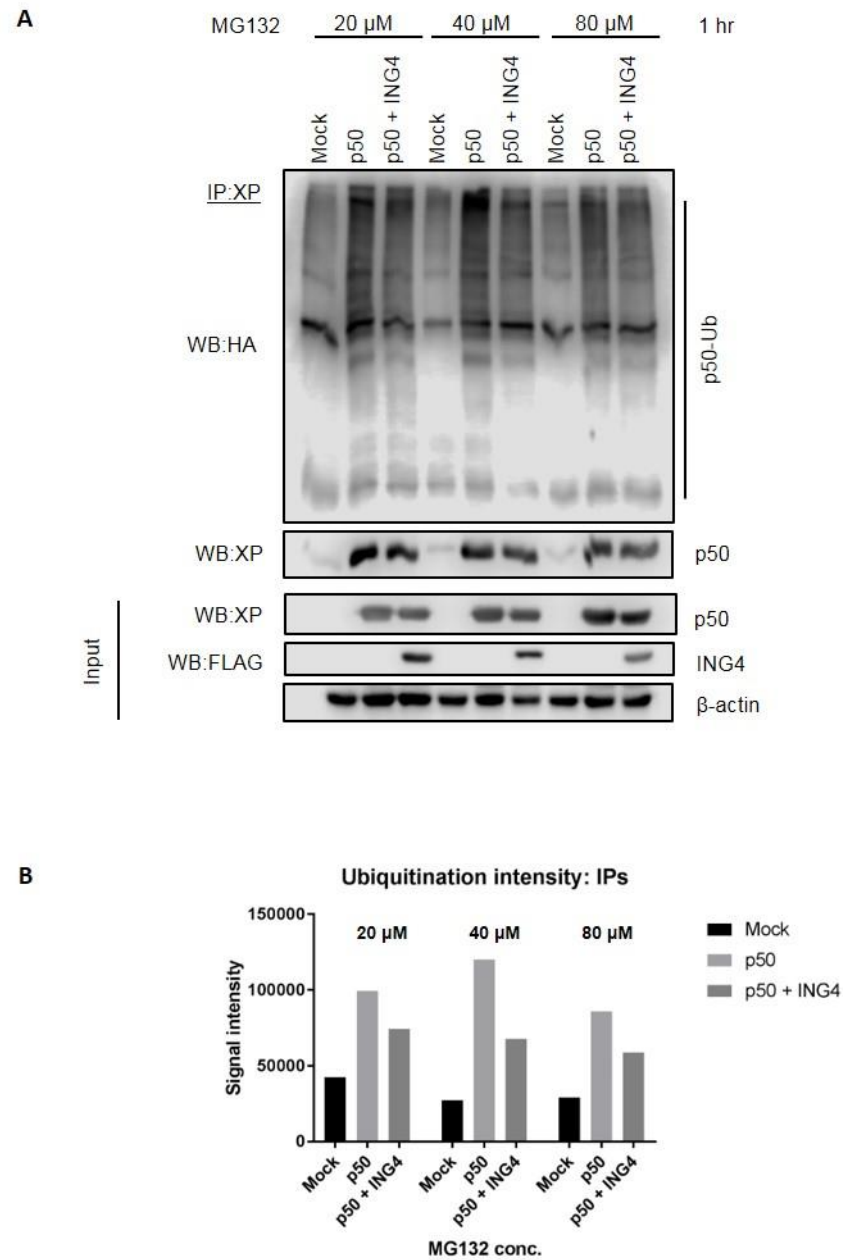 A
MG132 20 µM 40 µM 80 µM 1 hr
Mock p50 p50 + ING4 Mock p50 p50 + ING4 Mock p50 p50 + ING4
IP:XP
WB:HA p50-Ub
WB:XP p50
Input
WB:XP p50
WB:FLAG ING4
β-actin
B
Ubiquitination intensity: IPs
150000
100000
50000
0
Signal intensity
20 µM 40 µM 80 µM
Mock
p50
p50 + ING4
Mock p50 p50 + ING4 Mock p50 p50 + ING4 Mock p50 p50 + ING4
MG132 conc.